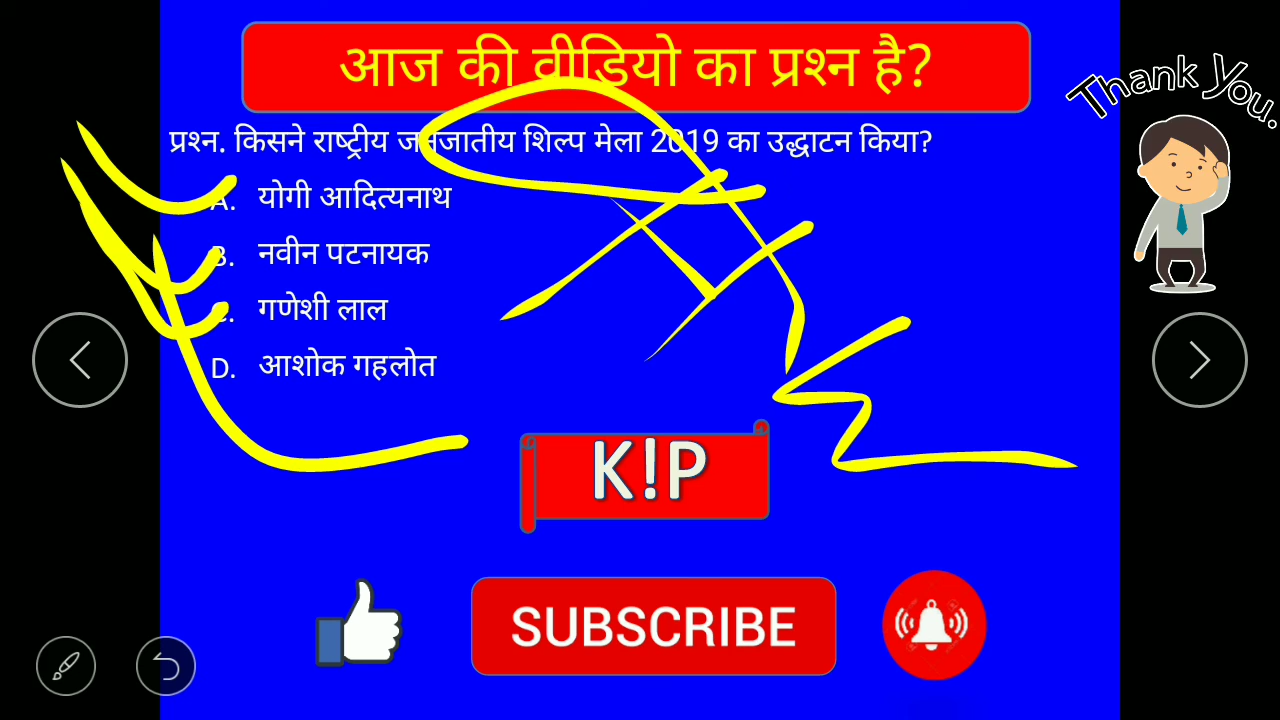 आज की वीडियो का प्रश्न है?
Thank You.
प्रश्न. किसने राष्ट्रीय जनजातीय शिल्प मेला 2019 का उद्धाटन किया?
A. योगी आदित्यनाथ
B. नवीन पटनायक
C. गणेशी लाल
D. आशोक गहलोत
K!P
SUBSCRIBE